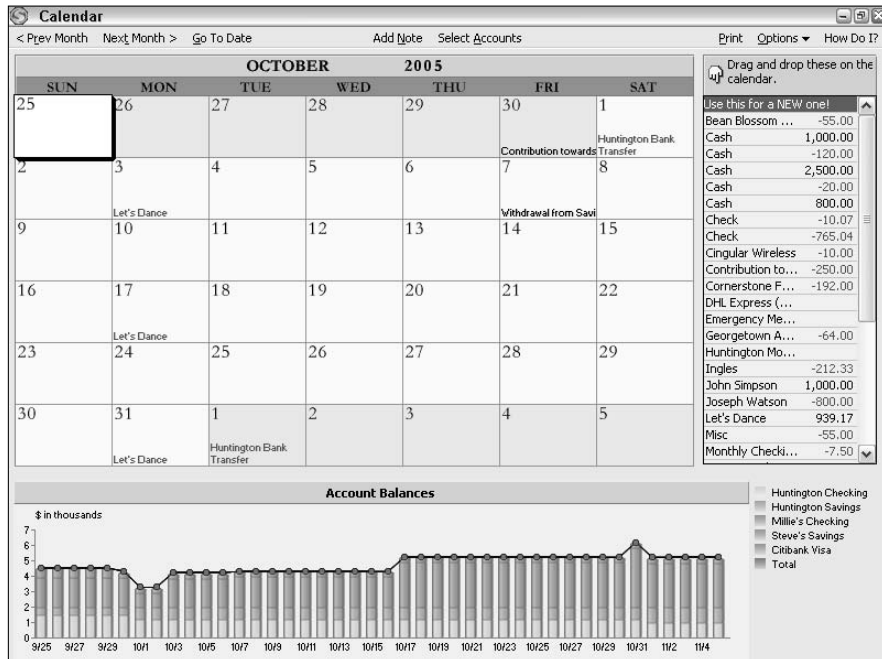 Calendar
< Prev Month Next Month > Go To Date Add Note Select Accounts Print Options How Do I?
OCTOBER 2005
SUN MON TUE WED THU FRI SAT
25 26 27 28 29 30 1
Contribution towards
Huntington Bank
Transfer
2 3 4 5 6 7 8
Let's Dance
Withdrawal from Savi
9 10 11 12 13 14 15
16 17 18 19 20 21 22
Let's Dance
23 24 25 26 27 28 29
30 31 1 2 3 4 5
Let's Dance
Huntington Bank
Transfer
Drag and drop these on the
calendar.
Use this for a NEW one!
Bean Blossom ... -55.00
Cash 1,000.00
Cash -120.00
Cash 2,500.00
Cash -20.00
Cash 800.00
Check -10.07
Check -765.04
Cingular Wireless -10.00
Contribution to... -250.00
Cornerstone F... -192.00
DHL Express (...
Emergency Me...
Georgetown A... -64.00
Huntington Mo...
Ingles -212.33
John Simpson 1,000.00
Joseph Watson -800.00
Let's Dance 939.17
Misc -55.00
Monthly Checki... -7.50
Account Balances
$ in thousands
7
6
5
4
3
2
1
0
9/25 9/27 9/29 10/1 10/3 10/5 10/7 10/9 10/11 10/13 10/15 10/17 10/19 10/21 10/23 10/25 10/27 10/29 10/31 11/2 11/4
Huntington Checking
Huntington Savings
Millie's Checking
Steve's Savings
Citibank Visa
Total